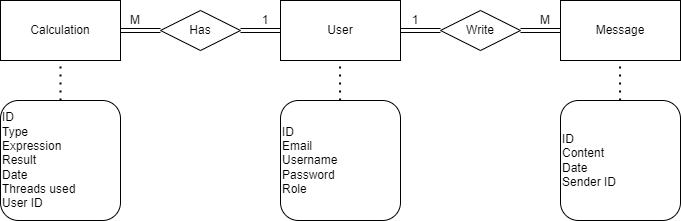 Calculation
M
Has
1
User
1
Write
M
Message
ID
Type
Expression
Result
Date
Threads used
User ID
ID
Email
Username
Password
Role
ID
Content
Date
Sender ID